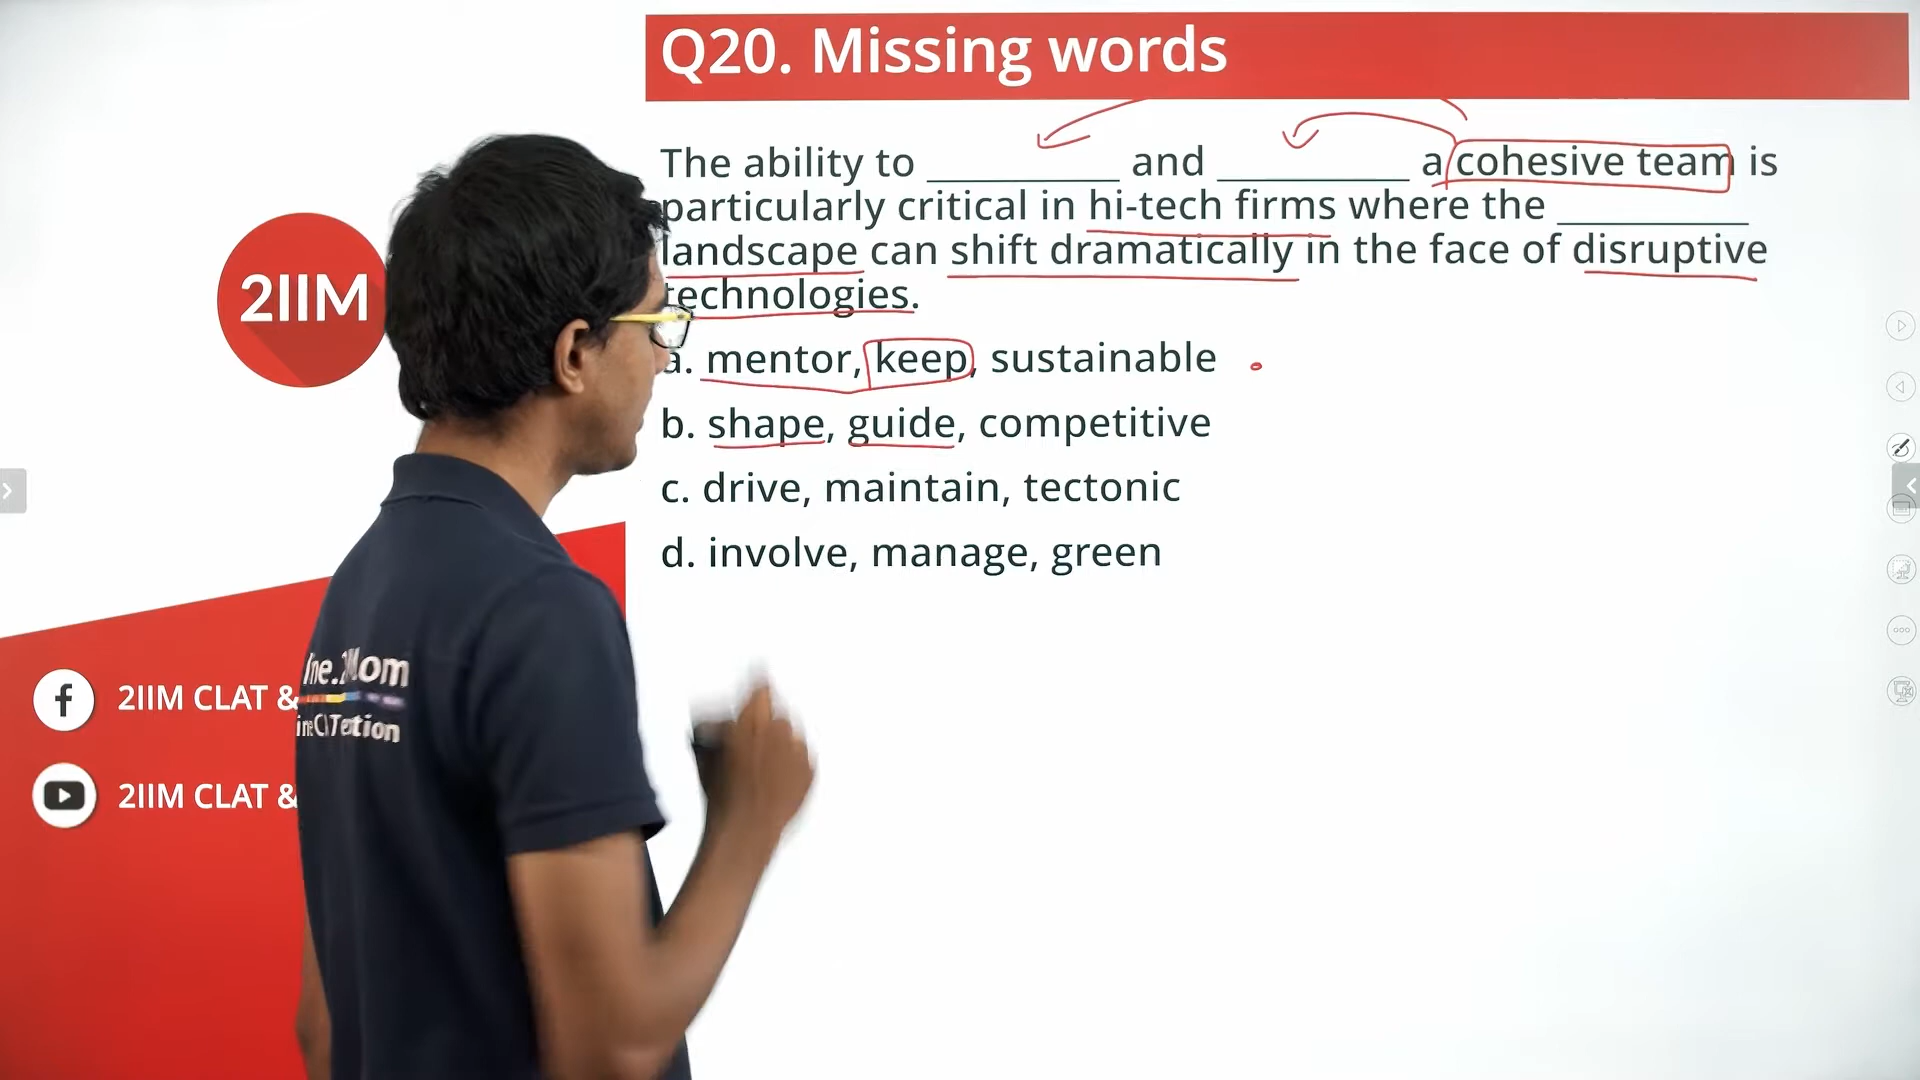 Q20. Missing words
The ability to __________ and __________ a cohesive team is
particularly critical in hi-tech firms where the __________
landscape can shift dramatically in the face of disruptive
technologies.
a. mentor, keep, sustainable
b. shape, guide, competitive
c. drive, maintain, tectonic
d. involve, manage, green
2IIM
2IIM CLAT &
2IIM CLAT &